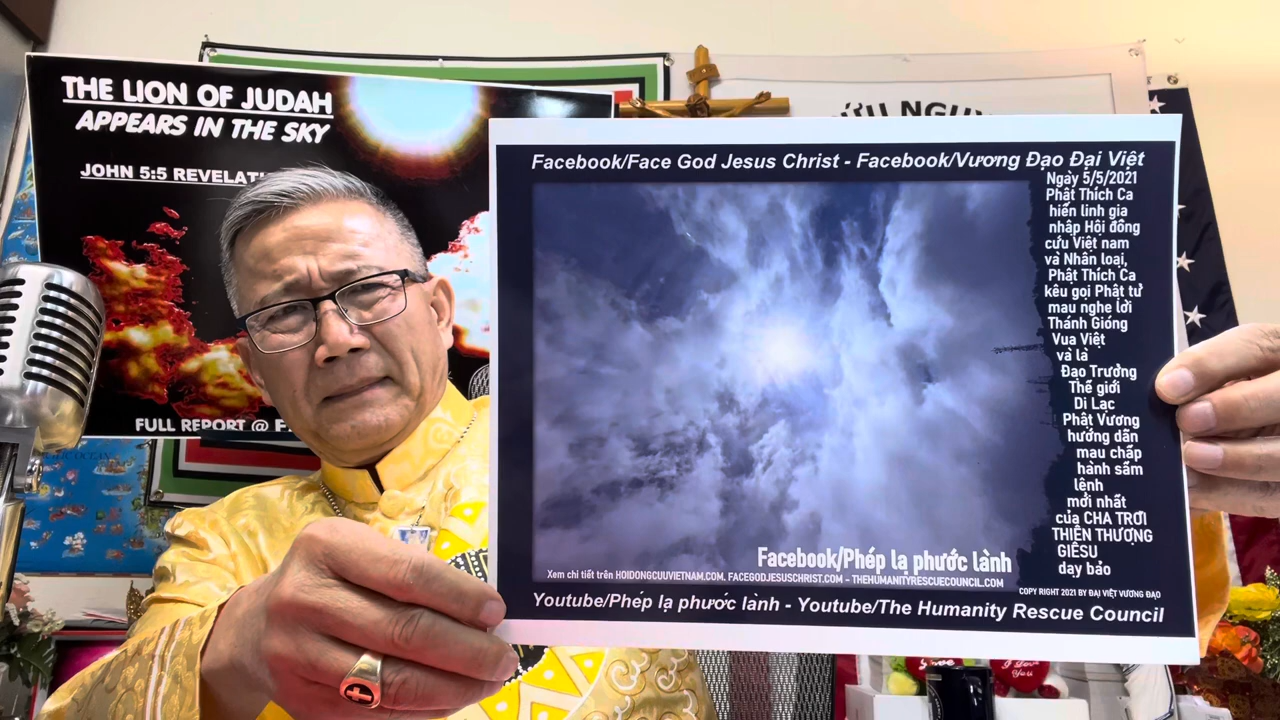 THE LION OF JUDAH
APPEARS IN THE SKY
JOHN 5:5
FULL REPORT @
Facebook/Face God Jesus Christ - Facebook/Vương Đạo Đại Việt
Ngày 5/5/2021
Phật Thích Ca
hiển linh gia
nhập Hội đồng
cứu Việt nam
và Nhân loại,
Phật Thích Ca
kêu gọi Phật tử
mau nghe lời
Thánh Gióng
Vua Việt
và là
Đạo Trưởng
Thế giới
Di Lạc
Phật Vương
hướng dẫn
mau chấp
hành sấm
lệnh
mới nhất
của CHA TRỜI
THIÊN THƯỢNG
GIÊSU
dạy bảo
Facebook/Phép lạ phước lành
Xem chi tiết trên HOIDONGCUUVIETNAM.COM. FACEGODJESUSCHRIST.COM - THEHUMANITYRESCUECOUNCIL.COM
COPY RIGHT 2021 BY ĐẠI VIỆT VƯƠNG ĐẠO
Youtube/Phép lạ phước lành - Youtube/The Humanity Rescue Council
I Love
You